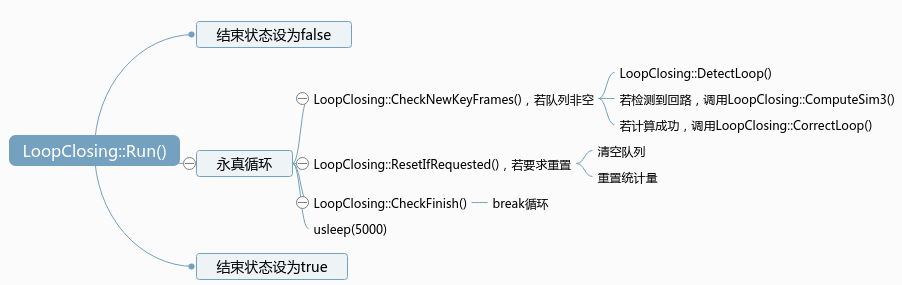 结束状态设为false
LoopClosing::Run()
永真循环
LoopClosing::CheckNewKeyFrames()，若队列非空
LoopClosing::DetectLoop()
若检测到回路，调用LoopClosing::ComputeSim3()
若计算成功，调用LoopClosing::CorrectLoop()
LoopClosing::ResetIfRequested()，若要求重置
清空队列
重置统计量
LoopClosing::CheckFinish()
break循环
usleep(5000)
结束状态设为true